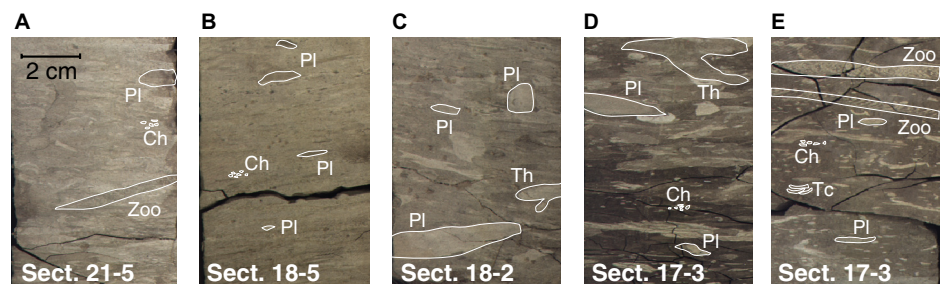 A
2 cm
Pl
Ch
Zoo
Sect. 21-5
B
Pl
Ch
Pl
Pl
Sect. 18-5
C
Pl
Pl
Th
Pl
Sect. 18-2
D
Pl
Th
Ch
Pl
Sect. 17-3
E
Zoo
Pl
Zoo
Ch
Tc
Pl
Sect. 17-3